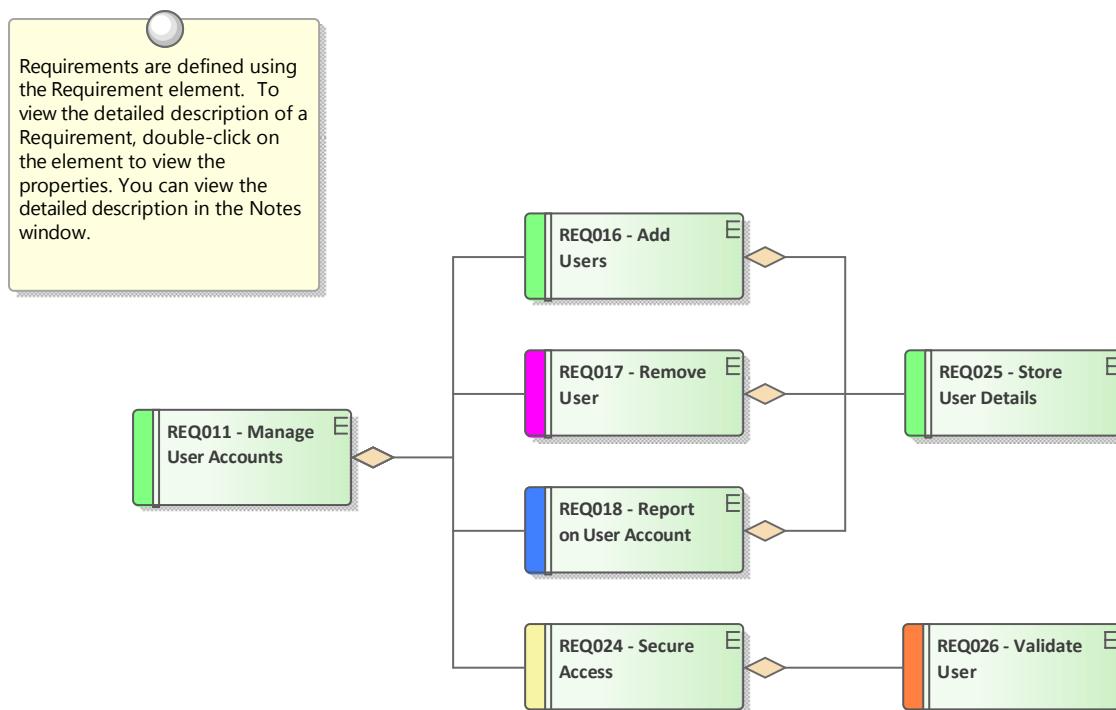 Requirements are defined using
the Requirement element.  To
view the detailed description of a
Requirement, double-click on
the element to view the
properties. You can view the
detailed description in the Notes
window.
REQ016 - Add
Users
REQ017 - Remove
User
REQ025 - Store
User Details
REQ011 - Manage
User Accounts
REQ018 - Report
on User Account
REQ024 - Secure
Access
REQ026 - Validate
User